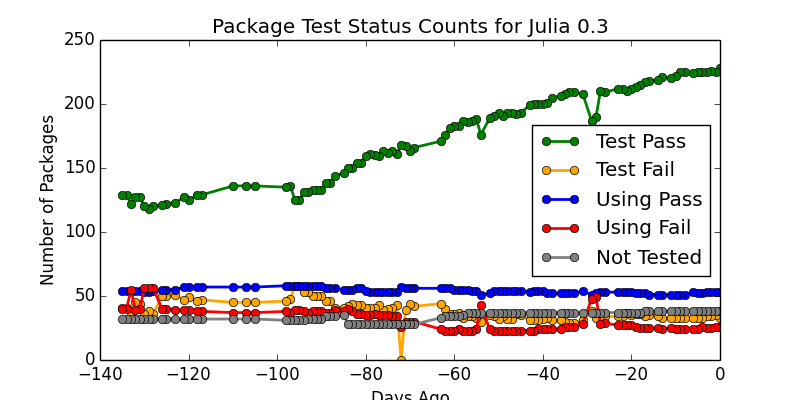 Package Test Status Counts for Julia 0.3
250
200
150
100
50
0
Number of Packages
Test Pass
Test Fail
Using Pass
Using Fail
Not Tested
−140 −120 −100 −80 −60 −40 −20 0
Days Ago